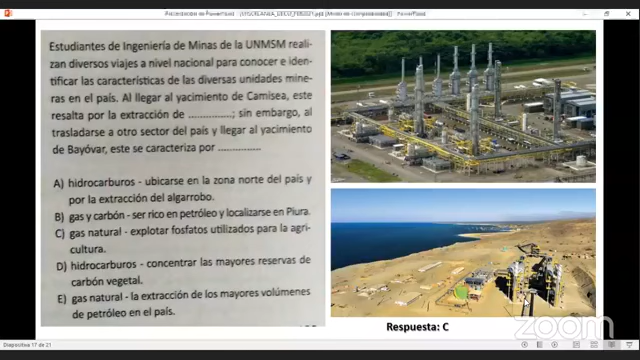 Estudiantes de Ingeniería de Minas de la UNMSM reali-
zan diversos viajes a nivel nacional para conocer e iden-
tificar las características de las diversas unidades mine-
ras en el país. Al llegar al yacimiento de Camisea, este
resalta por la extracción de ..............; sin embargo, al
trasladarse a otro sector del país y llegar al yacimiento
de Bayóvar, este se caracteriza por ..............
A) hidrocarburos - ubicarse en la zona norte del país y
por la extracción del algarrobo.
B) gas y carbón - ser rico en petróleo y localizarse en Piura.
C) gas natural - explotar fosfatos utilizados para la agri-
cultura.
D) hidrocarburos - concentrar las mayores reservas de
carbón vegetal.
E) gas natural - la extracción de los mayores volúmenes
de petróleo en el país.
Respuesta: C
zoom
Diapositiva 17 de 21